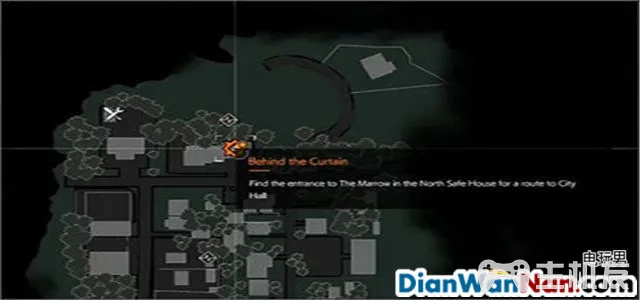 Behind the Curtain
Find the entrance to The Marrow in the North Safe House for a route to City
Hall
电玩男
DianWanNan.com